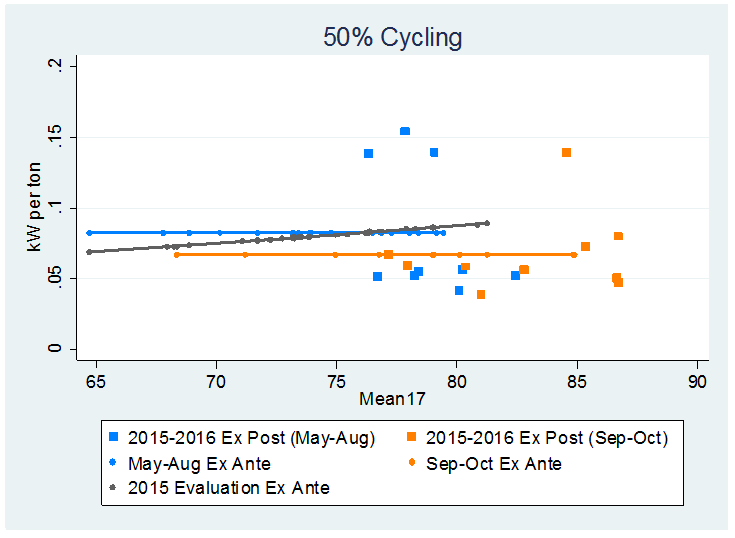 50% Cycling
.2
.15
.1
.05
0
kW per ton
65 70 75 80 85 90
Mean17
2015-2016 Ex Post (May-Aug) 2015-2016 Ex Post (Sep-Oct)
May-Aug Ex Ante Sep-Oct Ex Ante
2015 Evaluation Ex Ante